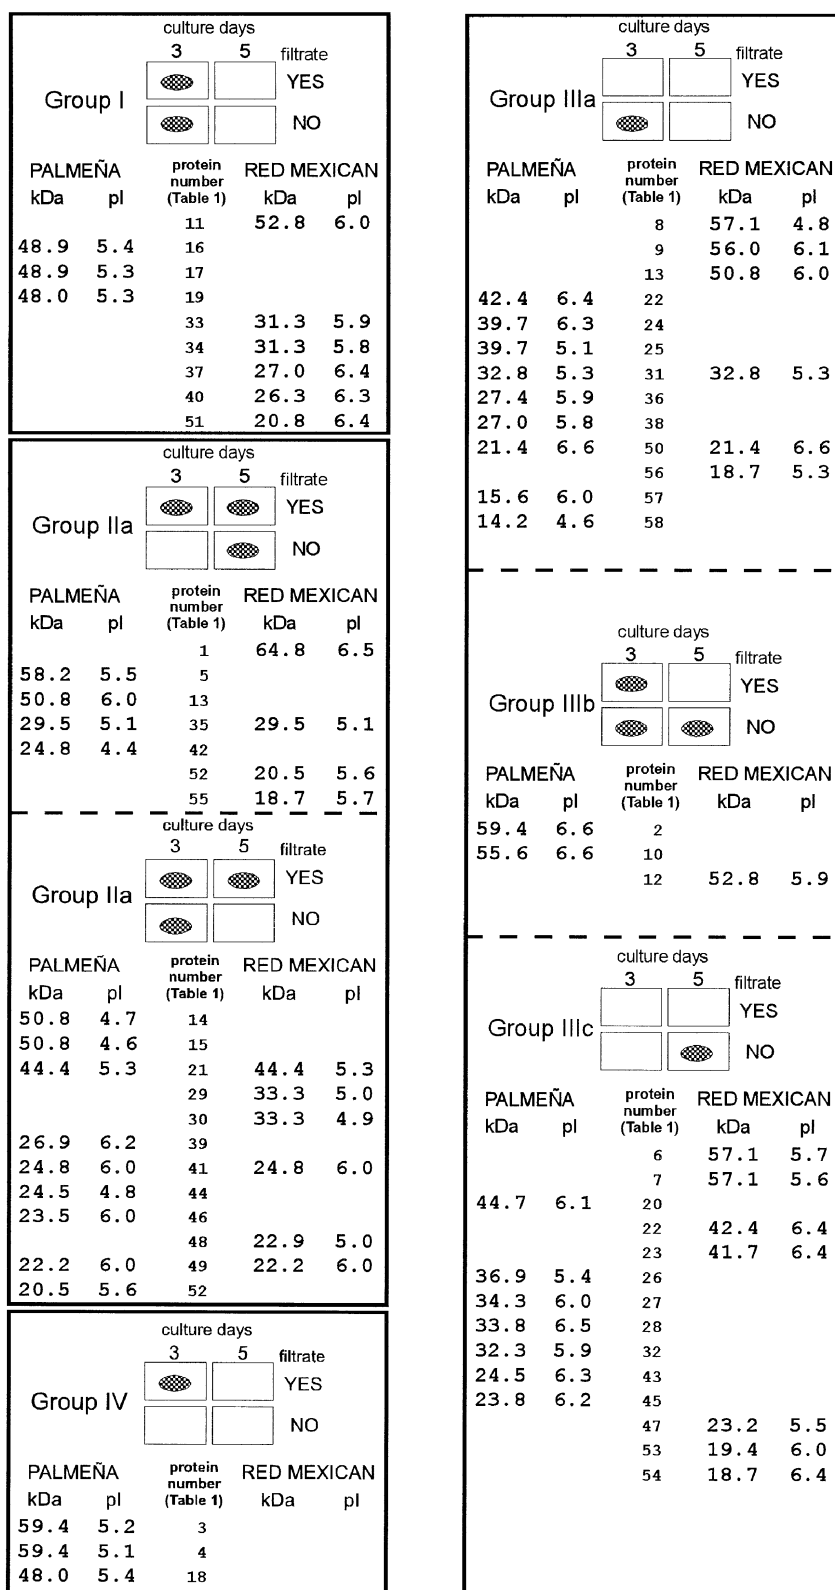 culture days
3 5 filtrate
YES
Group I
NO
PALMEÑA protein number (Table 1) RED MEXICAN
kDa pI kDa pI
11 52.8 6.0
48.9 5.4 16
48.9 5.3 17
48.0 5.3 19
33 31.3 5.9
34 31.3 5.8
37 27.0 6.4
40 26.3 6.3
51 20.8 6.4
culture days
3 5 filtrate
YES
Group IIa
NO
PALMEÑA protein number (Table 1) RED MEXICAN
kDa pI kDa pI
1 64.8 6.5
58.2 5.5 5
50.8 6.0 13
29.5 5.1 35 29.5 5.1
24.8 4.4 42
52 20.5 5.6
55 18.7 5.7
culture days
3 5 filtrate
YES
Group IIa
NO
PALMEÑA protein number (Table 1) RED MEXICAN
kDa pI kDa pI
50.8 4.7 14
50.8 4.6 15
44.4 5.3 21 44.4 5.3
29 33.3 5.0
30 33.3 4.9
26.9 6.2 39
24.8 6.0 41 24.8 6.0
24.5 4.8 44
23.5 6.0 46
48 22.9 5.0
22.2 6.0 49 22.2 6.0
20.5 5.6 52
culture days
3 5 filtrate
YES
Group IV
NO
PALMEÑA protein number (Table 1) RED MEXICAN
kDa pI kDa pI
59.4 5.2 3
59.4 5.1 4
48.0 5.4 18
culture days
3 5 filtrate
YES
Group IIIa
NO
PALMEÑA protein number (Table 1) RED MEXICAN
kDa pI kDa pI
8 57.1 4.8
9 56.0 6.1
13 50.8 6.0
42.4 6.4 22
39.7 6.3 24
39.7 5.1 25
32.8 5.3 31 32.8 5.3
27.4 5.9 36
27.0 5.8 38
21.4 6.6 50 21.4 6.6
56 18.7 5.3
15.6 6.0 57
14.2 4.6 58
culture days
3 5 filtrate
YES
Group IIIb
NO
PALMEÑA protein number (Table 1) RED MEXICAN
kDa pI kDa pI
59.4 6.6 2
55.6 6.6 10
12 52.8 5.9
culture days
3 5 filtrate
YES
Group IIIc
NO
PALMEÑA protein number (Table 1) RED MEXICAN
kDa pI kDa pI
6 57.1 5.7
7 57.1 5.6
44.7 6.1 20
22 42.4 6.4
23 41.7 6.4
36.9 5.4 26
34.3 6.0 27
33.8 6.5 28
32.3 5.9 32
24.5 6.3 43
23.8 6.2 45
47 23.2 5.5
53 19.4 6.0
54 18.7 6.4